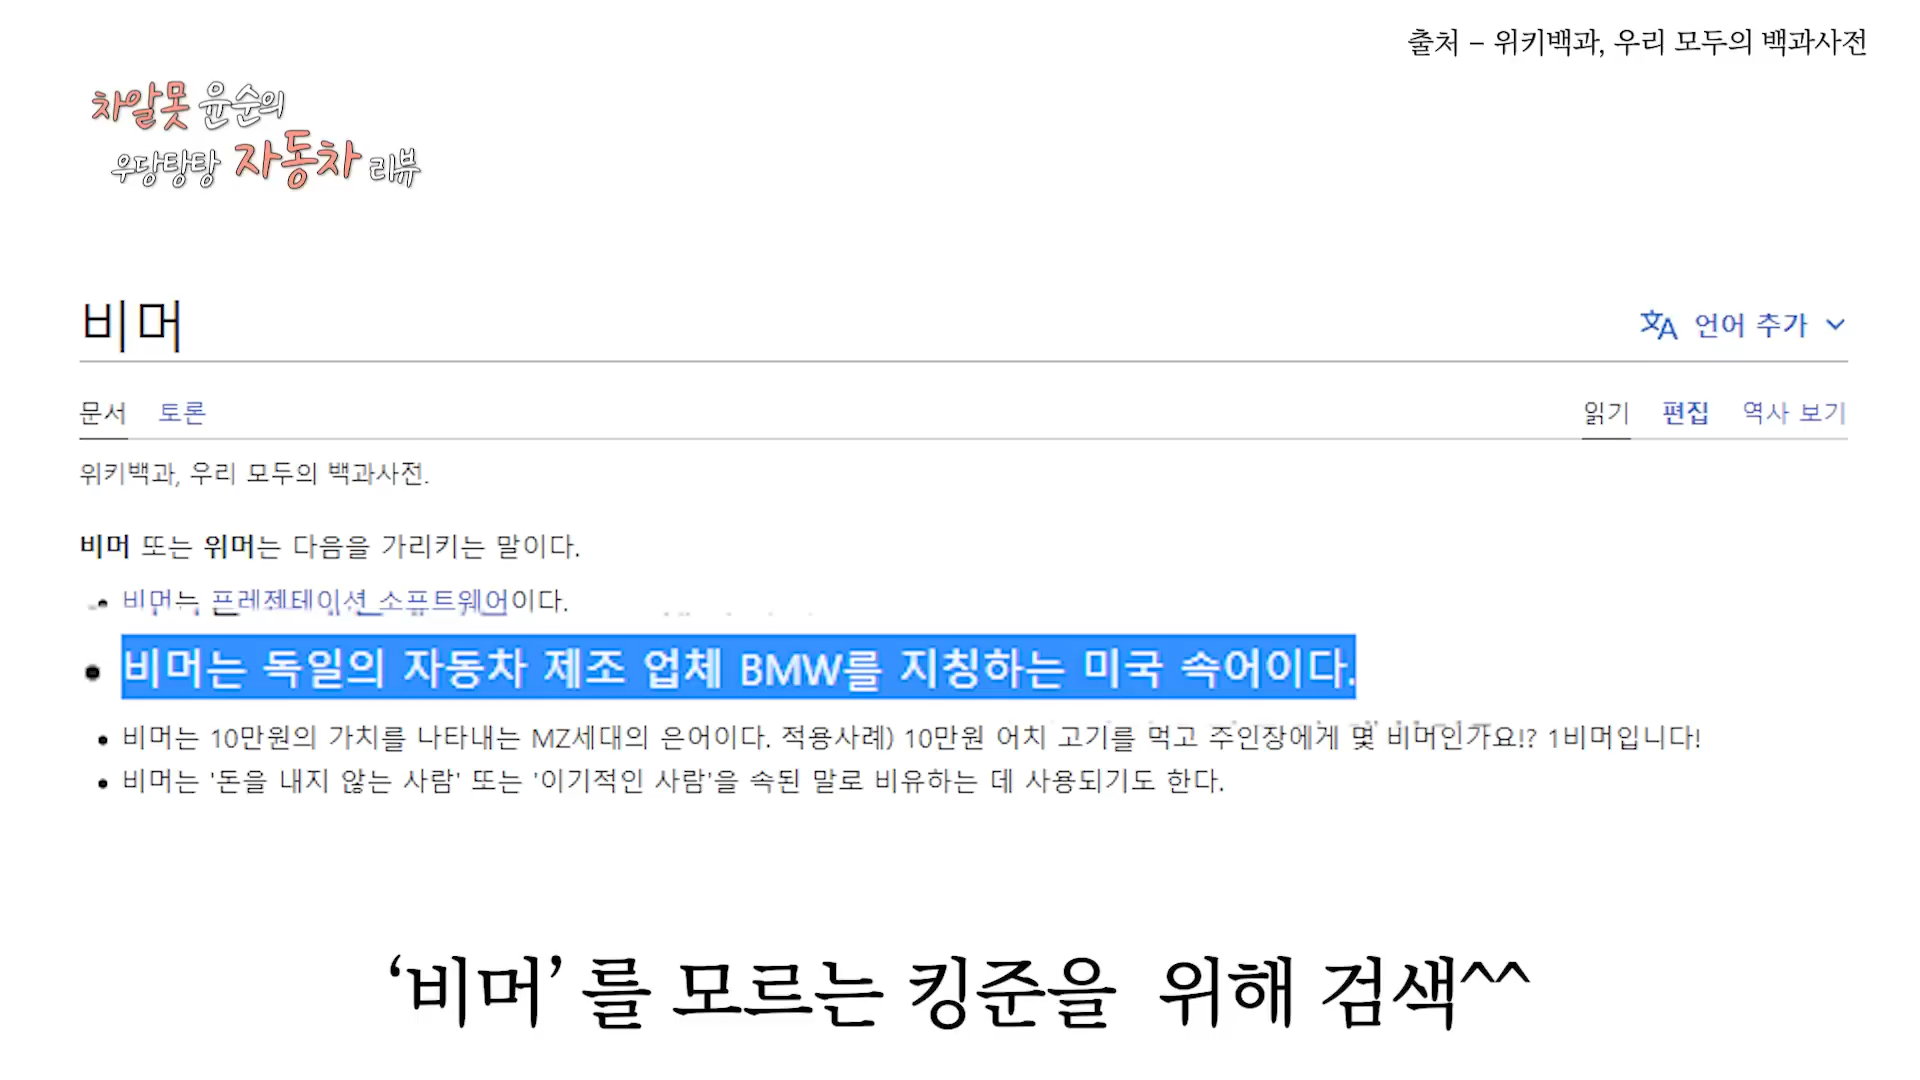 출처 – 위키백과, 우리 모두의 백과사전
차알못 윤순의
우당탕탕 자동차 리뷰
비머
언어 추가
문서 토론 읽기 편집 역사 보기
위키백과, 우리 모두의 백과사전.
비머 또는 위머는 다음을 가리키는 말이다.
• 비머는 프레젠테이션 소프트웨어이다.
• 비머는 독일의 자동차 제조 업체 BMW를 지칭하는 미국 속어이다.
• 비머는 10만원의 가치를 나타내는 MZ세대의 은어이다. 적용사례) 10만원 어치 고기를 먹고 주인장에게 몇 비머인가요!? 1비머입니다!
• 비머는 '돈을 내지 않는 사람' 또는 '이기적인 사람'을 속된 말로 비유하는 데 사용되기도 한다.
‘비머’를 모르는 킹준을 위해 검색^^